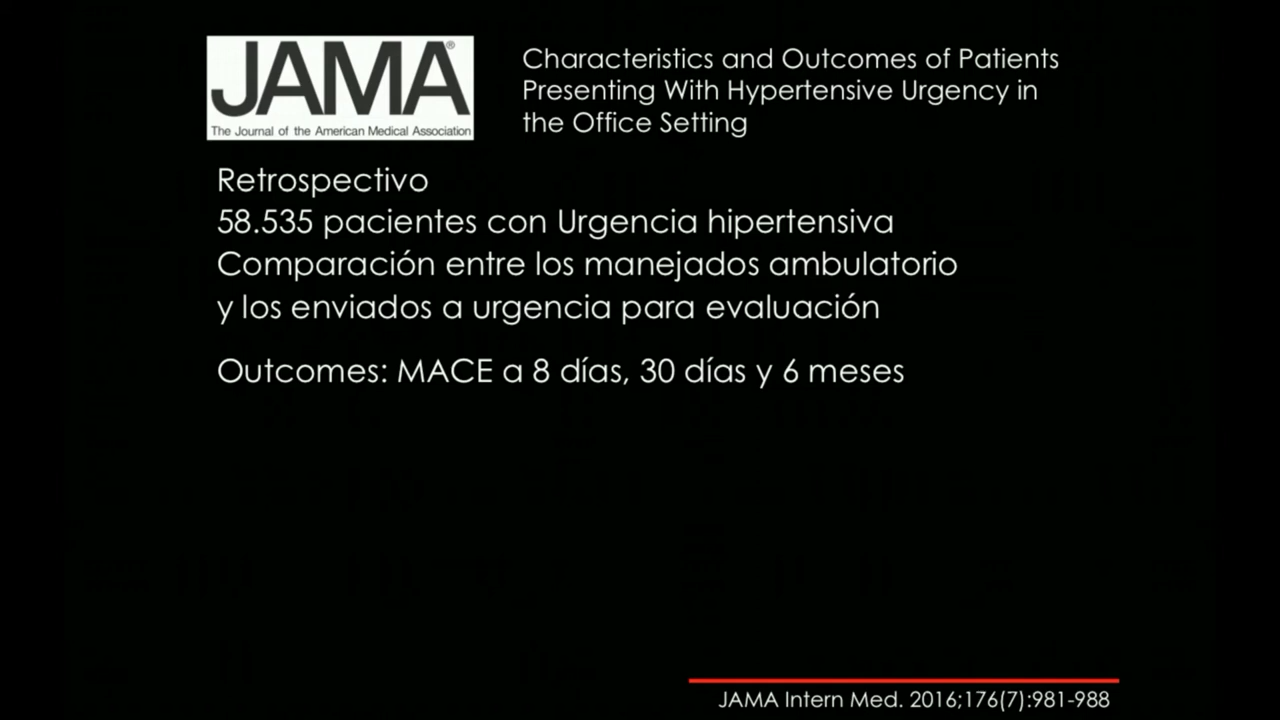 JAMA®
The Journal of the American Medical Association
Characteristics and Outcomes of Patients
Presenting With Hypertensive Urgency in
the Office Setting
Retrospectivo
58.535 pacientes con Urgencia hipertensiva
Comparación entre los manejados ambulatorio
y los enviados a urgencia para evaluación
Outcomes: MACE a 8 días, 30 días y 6 meses
JAMA Intern Med. 2016;176(7):981-988